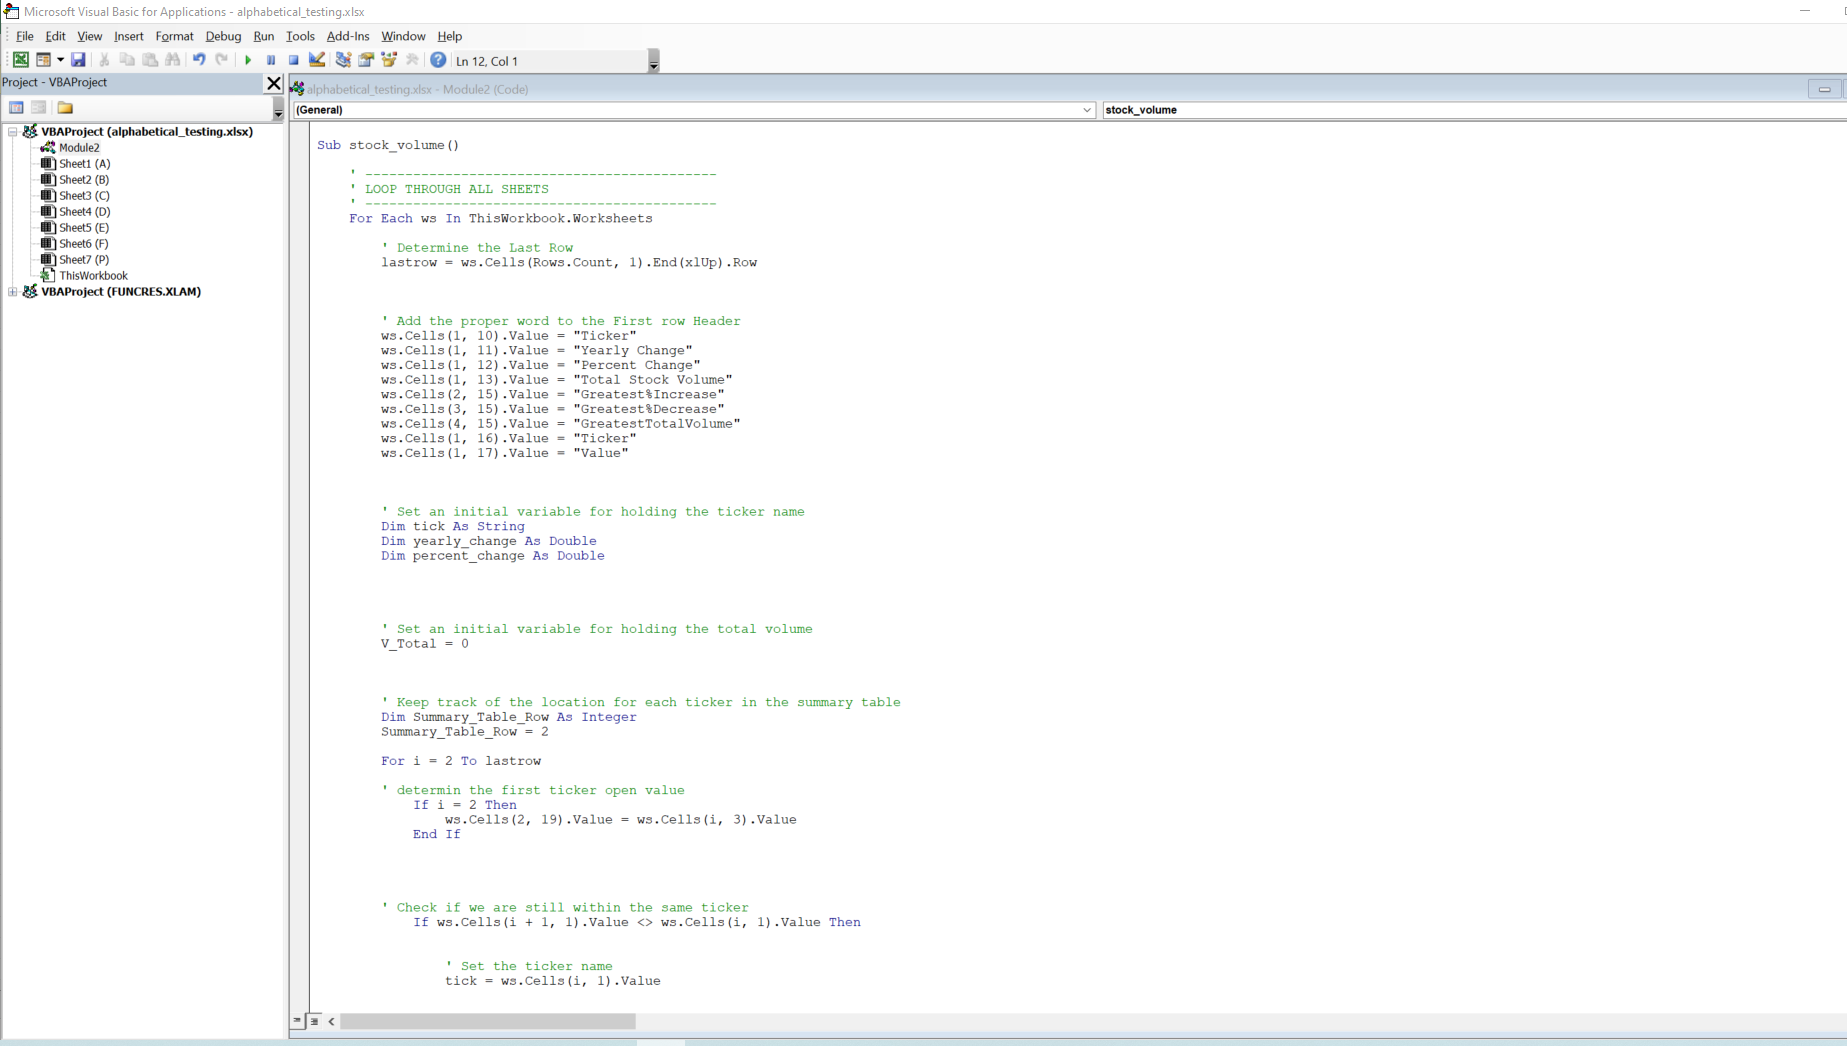 Microsoft Visual Basic for Applications - alphabetical_testing.xlsx
File Edit View Insert Format Debug Run Tools Add-Ins Window Help
Ln 12, Col 1
Project - VBAProject
alphabetical_testing.xlsx - Module2 (Code)
(General)
stock_volume
VBAProject (alphabetical_testing.xlsx)
Module2
Sheet1 (A)
Sheet2 (B)
Sheet3 (C)
Sheet4 (D)
Sheet5 (E)
Sheet6 (F)
Sheet7 (P)
ThisWorkbook
VBAProject (FUNCRES.XLAM)
Sub stock_volume()
' --------------------------------------------
' LOOP THROUGH ALL SHEETS
' --------------------------------------------
For Each ws In ThisWorkbook.Worksheets
' Determine the Last Row
lastrow = ws.Cells(Rows.Count, 1).End(xlUp).Row
' Add the proper word to the First row Header
ws.Cells(1, 10).Value = "Ticker"
ws.Cells(1, 11).Value = "Yearly Change"
ws.Cells(1, 12).Value = "Percent Change"
ws.Cells(1, 13).Value = "Total Stock Volume"
ws.Cells(2, 15).Value = "Greatest%Increase"
ws.Cells(3, 15).Value = "Greatest%Decrease"
ws.Cells(4, 15).Value = "GreatestTotalVolume"
ws.Cells(1, 16).Value = "Ticker"
ws.Cells(1, 17).Value = "Value"
' Set an initial variable for holding the ticker name
Dim tick As String
Dim yearly_change As Double
Dim percent_change As Double
' Set an initial variable for holding the total volume
V_Total = 0
' Keep track of the location for each ticker in the summary table
Dim Summary_Table_Row As Integer
Summary_Table_Row = 2
For i = 2 To lastrow
' determin the first ticker open value
If i = 2 Then
ws.Cells(2, 19).Value = ws.Cells(i, 3).Value
End If
' Check if we are still within the same ticker
If ws.Cells(i + 1, 1).Value <> ws.Cells(i, 1).Value Then
' Set the ticker name
tick = ws.Cells(i, 1).Value